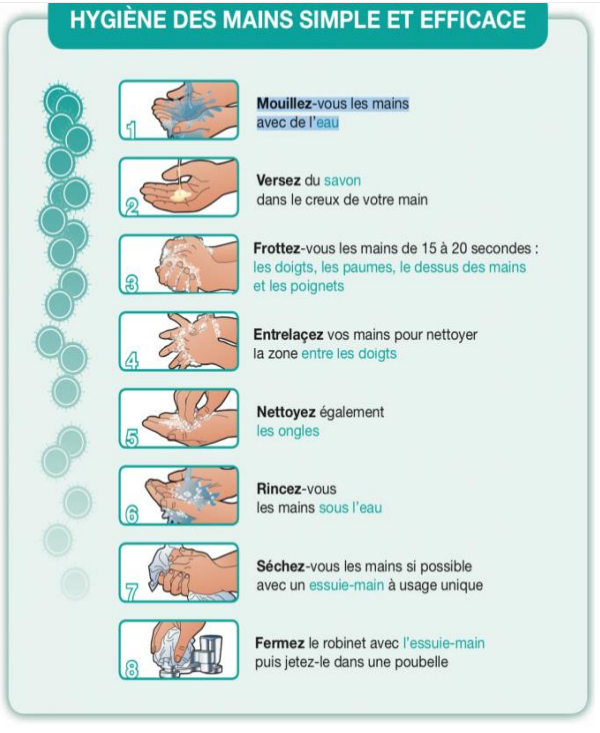 HYGIÈNE DES MAINS SIMPLE ET EFFICACE
1
Mouillez-vous les mains
avec de l'eau
2
Versez du savon
dans le creux de votre main
3
Frottez-vous les mains de 15 à 20 secondes :
les doigts, les paumes, le dessus des mains
et les poignets
4
Entrelaçez vos mains pour nettoyer
la zone entre les doigts
5
Nettoyez également
les ongles
6
Rincez-vous
les mains sous l'eau
7
Séchez-vous les mains si possible
avec un essuie-main à usage unique
8
Fermez le robinet avec l'essuie-main
puis jetez-le dans une poubelle